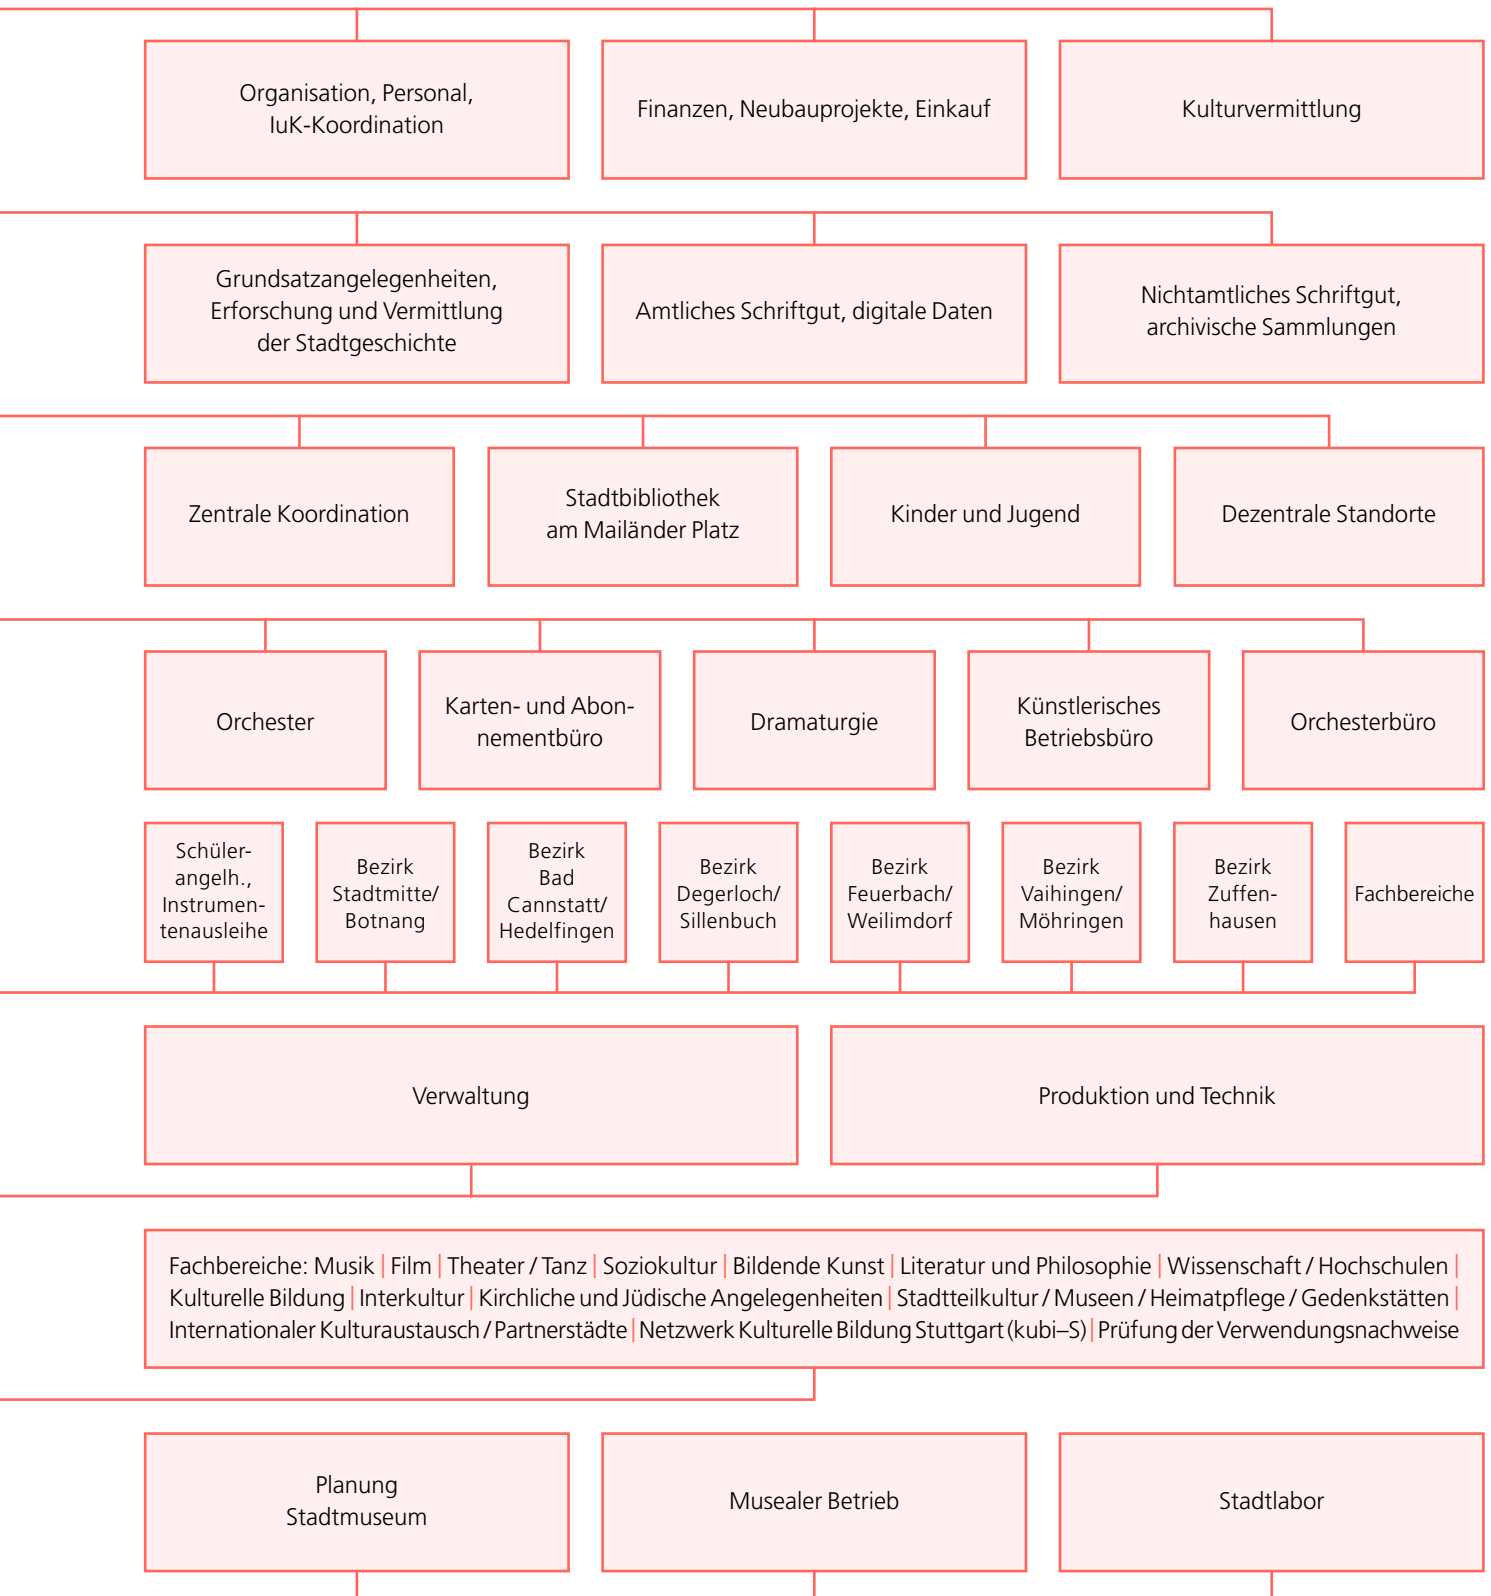 Organisation, Personal,
IuK-Koordination
Finanzen, Neubauprojekte, Einkauf
Kulturvermittlung
Grundsatzangelegenheiten,
Erforschung und Vermittlung
der Stadtgeschichte
Amtliches Schriftgut, digitale Daten
Nichtamtliches Schriftgut,
archivische Sammlungen
Zentrale Koordination
Stadtbibliothek
am Mailänder Platz
Kinder und Jugend
Dezentrale Standorte
Orchester
Karten- und Abon-
nementbüro
Dramaturgie
Künstlerisches
Betriebsbüro
Orchesterbüro
Schüler-
angelh.,
Instrumen-
tenausleihe
Bezirk
Stadtmitte/
Botnang
Bezirk
Bad
Cannstatt/
Hedelfingen
Bezirk
Degerloch/
Sillenbuch
Bezirk
Feuerbach/
Weilimdorf
Bezirk
Vaihingen/
Möhringen
Bezirk
Zuffen-
hausen
Fachbereiche
Verwaltung
Produktion und Technik
Fachbereiche: Musik | Film | Theater / Tanz | Soziokultur | Bildende Kunst | Literatur und Philosophie | Wissenschaft / Hochschulen |
Kulturelle Bildung | Interkultur | Kirchliche und Jüdische Angelegenheiten | Stadtteilkultur / Museen / Heimatpflege / Gedenkstätten |
Internationaler Kulturaustausch / Partnerstädte | Netzwerk Kulturelle Bildung Stuttgart (kubi–S) | Prüfung der Verwendungsnachweise
Planung
Stadtmuseum
Musealer Betrieb
Stadtlabor